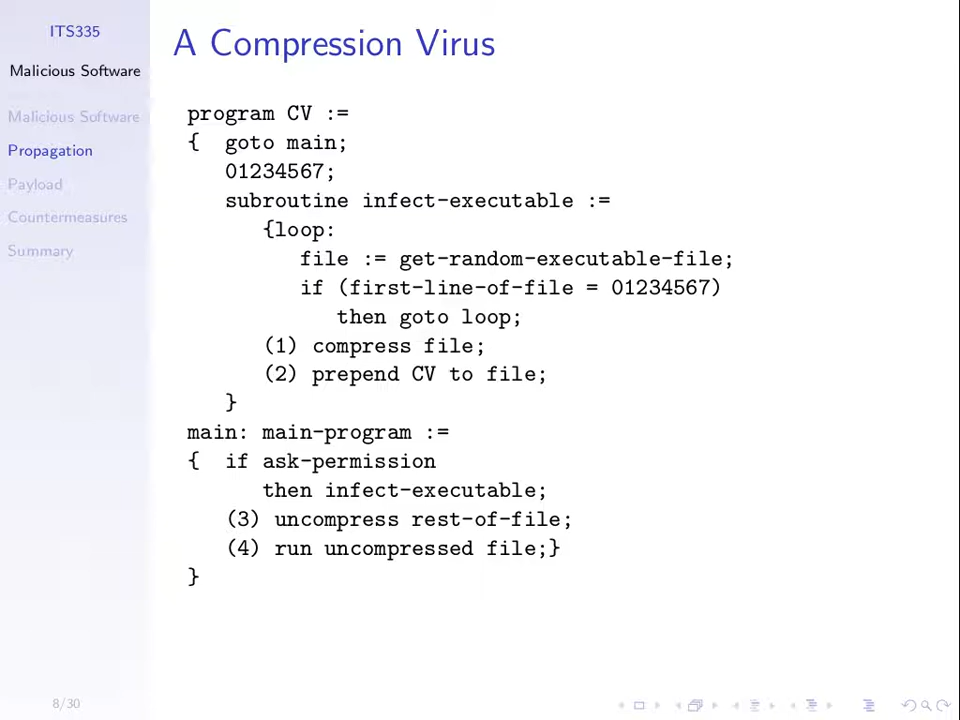 ITS335
Malicious Software
Malicious Software
Propagation
Payload
Countermeasures
Summary
A Compression Virus
program CV :=
{ goto main;
01234567;
subroutine infect-executable :=
{loop:
file := get-random-executable-file;
if (first-line-of-file = 01234567)
then goto loop;
(1) compress file;
(2) prepend CV to file;
}
main: main-program :=
{ if ask-permission
then infect-executable;
(3) uncompress rest-of-file;
(4) run uncompressed file;}
}
8/30